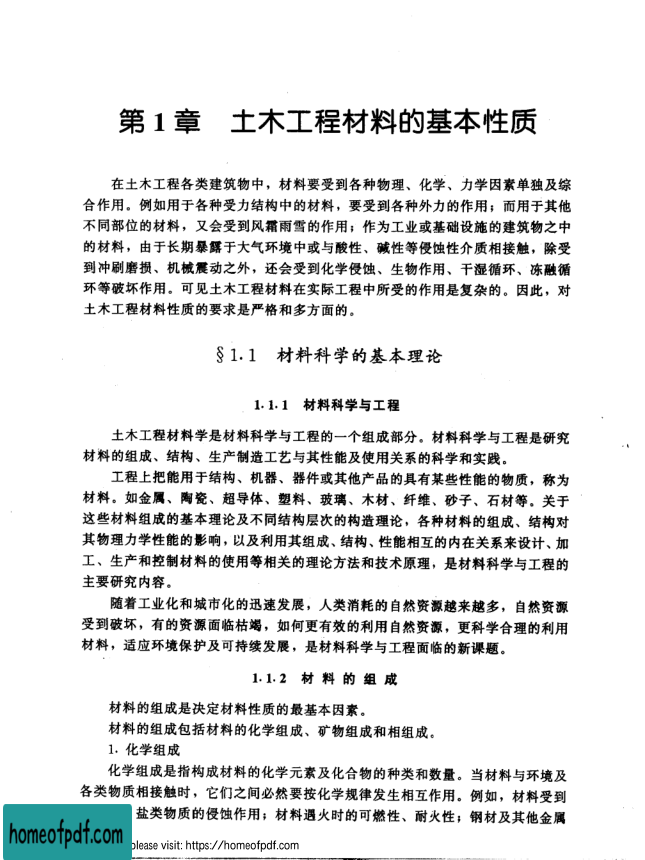 第 1 章　土木工程材料的基本性质
在土木工程各类建筑物中，材料要受到各种物理、化学、力学因素单独及综
合作用。例如用于各种受力结构中的材料，要受到各种外力的作用；而用于其他
不同部位的材料，又会受到风霜雨雪的作用；作为工业或基础设施的建筑物之中
的材料，由于长期暴露于大气环境中或与酸性、碱性等侵蚀性介质相接触，除受
到冲刷磨损、机械震动之外，还会受到化学侵蚀、生物作用、干湿循环、冻融循
环等破坏作用。可见土木工程材料在实际工程中所受的作用是复杂的。因此，对
土木工程材料性质的要求是严格和多方面的。
§1.1　材料科学的基本理论
1.1.1　材料科学与工程
土木工程材料学是材料科学与工程的一个组成部分。材料科学与工程是研究
材料的组成、结构、生产制造工艺与其性能及使用关系的科学和实践。
工程上把能用于结构、机器、器件或其他产品的具有某些性能的物质，称为
材料。如金属、陶瓷、超导体、塑料、玻璃、木材、纤维、砂子、石材等。关于
这些材料组成的基本理论及不同结构层次的构造理论，各种材料的组成、结构对
其物理力学性能的影响，以及利用其组成、结构、性能相互的内在关系来设计、加
工、生产和控制材料的使用等相关的理论方法和技术原理，是材料科学与工程的
主要研究内容。
随着工业化和城市化的迅速发展，人类消耗的自然资源越来越多，自然资源
受到破坏，有的资源面临枯竭，如何更有效的利用自然资源，更科学合理的利用
材料，适应环境保护及可持续发展，是材料科学与工程面临的新课题。
1.1.2　材 料 的 组 成
材料的组成是决定材料性质的最基本因素。
材料的组成包括材料的化学组成、矿物组成和相组成。
1. 化学组成
化学组成是指构成材料的化学元素及化合物的种类和数量。当材料与环境及
各类物质相接触时，它们之间必然要按化学规律发生相互作用。例如，材料受到
盐类物质的侵蚀作用；材料遇火时的可燃性、耐火性；钢材及其他金属
homeofpdf.com
please visit: https://homeofpdf.com